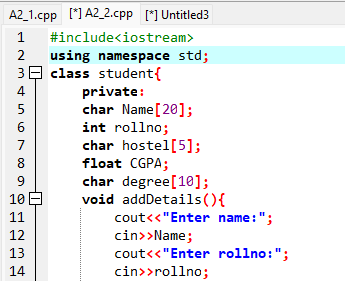 A2_1.cpp [*] A2_2.cpp [*] Untitled3
1 #include<iostream>
2 using namespace std;
3 class student{
4 private:
5 char Name[20];
6 int rollno;
7 char hostel[5];
8 float CGPA;
9 char degree[10];
10 void addDetails(){
11 cout<<"Enter name:";
12 cin>>Name;
13 cout<<"Enter rollno:";
14 cin>>rollno;